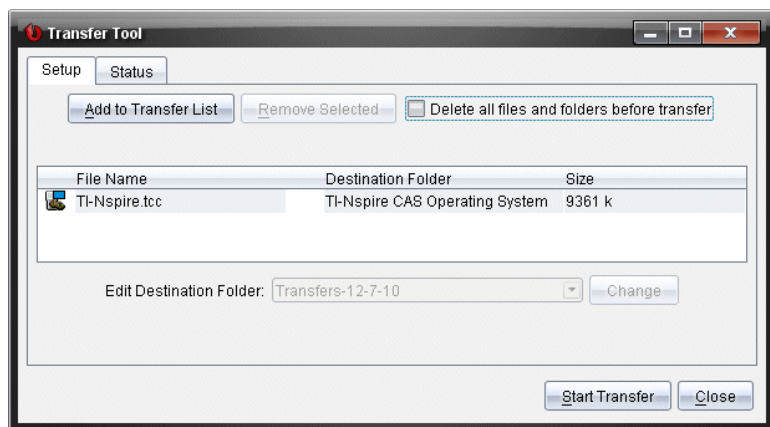 Transfer Tool
Setup Status
Add to Transfer List Remove Selected Delete all files and folders before transfer
File Name Destination Folder Size
TI-Nspire.tcc TI-Nspire CAS Operating System 9361 k
Edit Destination Folder: Transfers-12-7-10 Change
Start Transfer Close